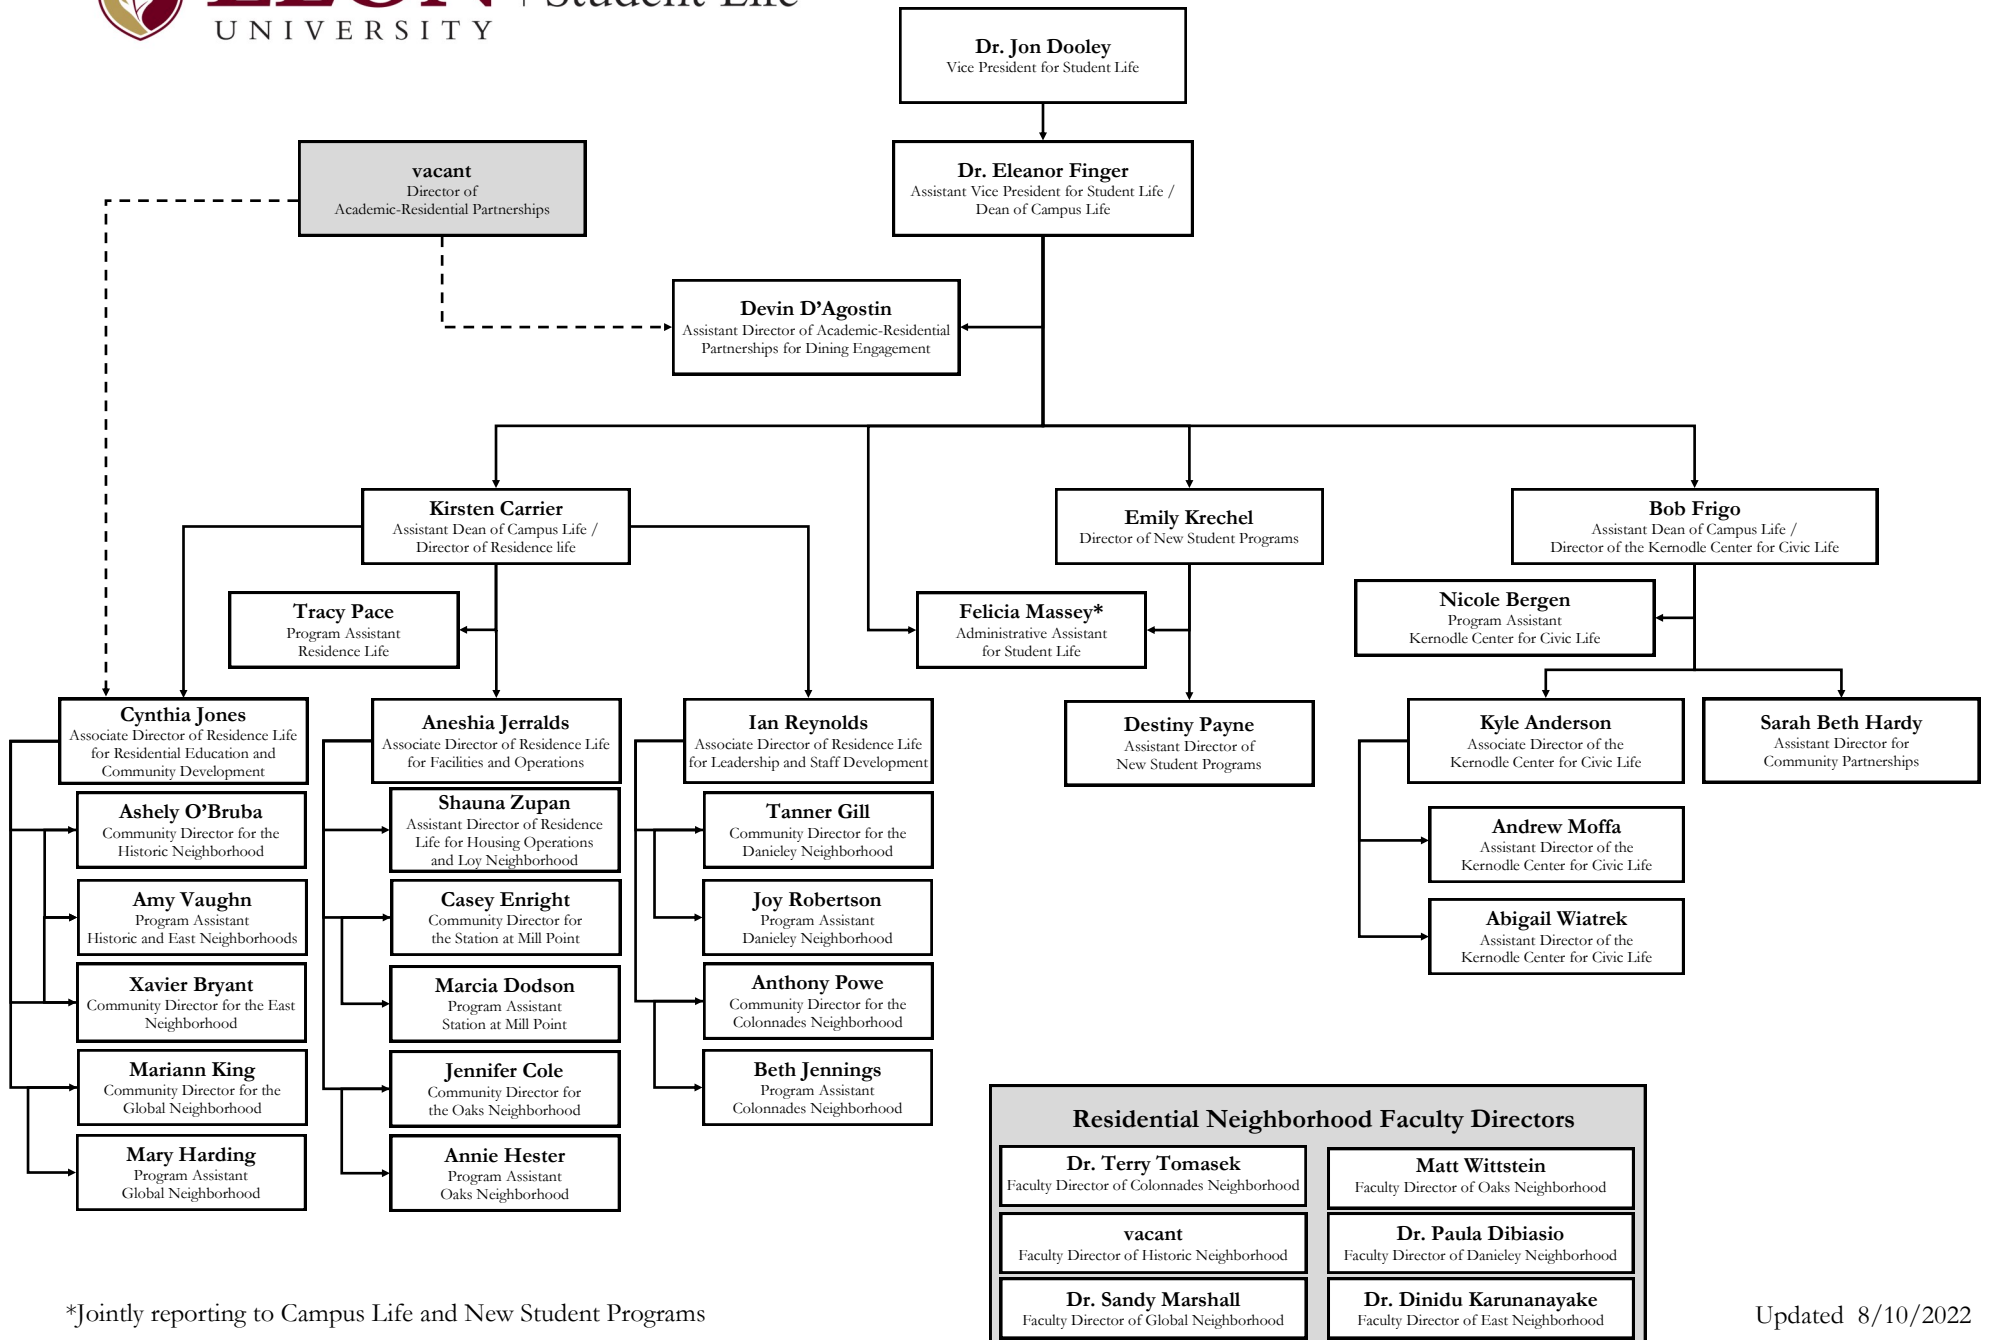 ELON | Student Life
UNIVERSITY
Dr. Jon Dooley
Vice President for Student Life
vacant
Director of
Academic-Residential Partnerships
Dr. Eleanor Finger
Assistant Vice President for Student Life /
Dean of Campus Life
Devin D’Agostin
Assistant Director of Academic-Residential
Partnerships for Dining Engagement
Kirsten Carrier
Assistant Dean of Campus Life /
Director of Residence life
Emily Krechel
Director of New Student Programs
Bob Frigo
Assistant Dean of Campus Life /
Director of the Kernodle Center for Civic Life
Tracy Pace
Program Assistant
Residence Life
Felicia Massey*
Administrative Assistant
for Student Life
Nicole Bergen
Program Assistant
Kernodle Center for Civic Life
Cynthia Jones
Associate Director of Residence Life
for Residential Education and
Community Development
Aneshia Jerralds
Associate Director of Residence Life
for Facilities and Operations
Ian Reynolds
Associate Director of Residence Life
for Leadership and Staff Development
Destiny Payne
Assistant Director of
New Student Programs
Kyle Anderson
Associate Director of the
Kernodle Center for Civic Life
Sarah Beth Hardy
Assistant Director for
Community Partnerships
Ashely O’Bruba
Community Director for the
Historic Neighborhood
Shauna Zupan
Assistant Director of Residence
Life for Housing Operations
and Loy Neighborhood
Tanner Gill
Community Director for the
Danieley Neighborhood
Andrew Moffa
Assistant Director of the
Kernodle Center for Civic Life
Amy Vaughn
Program Assistant
Historic and East Neighborhoods
Casey Enright
Community Director for
the Station at Mill Point
Joy Robertson
Program Assistant
Danieley Neighborhood
Abigail Wiatrek
Assistant Director of the
Kernodle Center for Civic Life
Xavier Bryant
Community Director for the East
Neighborhood
Marcia Dodson
Program Assistant
Station at Mill Point
Anthony Powe
Community Director for the
Colonnades Neighborhood
Mariann King
Community Director for the
Global Neighborhood
Jennifer Cole
Community Director for
the Oaks Neighborhood
Beth Jennings
Program Assistant
Colonnades Neighborhood
Mary Harding
Program Assistant
Global Neighborhood
Annie Hester
Program Assistant
Oaks Neighborhood
Residential Neighborhood Faculty Directors
Dr. Terry Tomasek
Faculty Director of Colonnades Neighborhood
Matt Wittstein
Faculty Director of Oaks Neighborhood
vacant
Faculty Director of Historic Neighborhood
Dr. Paula Dibiasio
Faculty Director of Danieley Neighborhood
Dr. Sandy Marshall
Faculty Director of Global Neighborhood
Dr. Dinidu Karunanayake
Faculty Director of East Neighborhood
*Jointly reporting to Campus Life and New Student Programs
Updated 8/10/2022